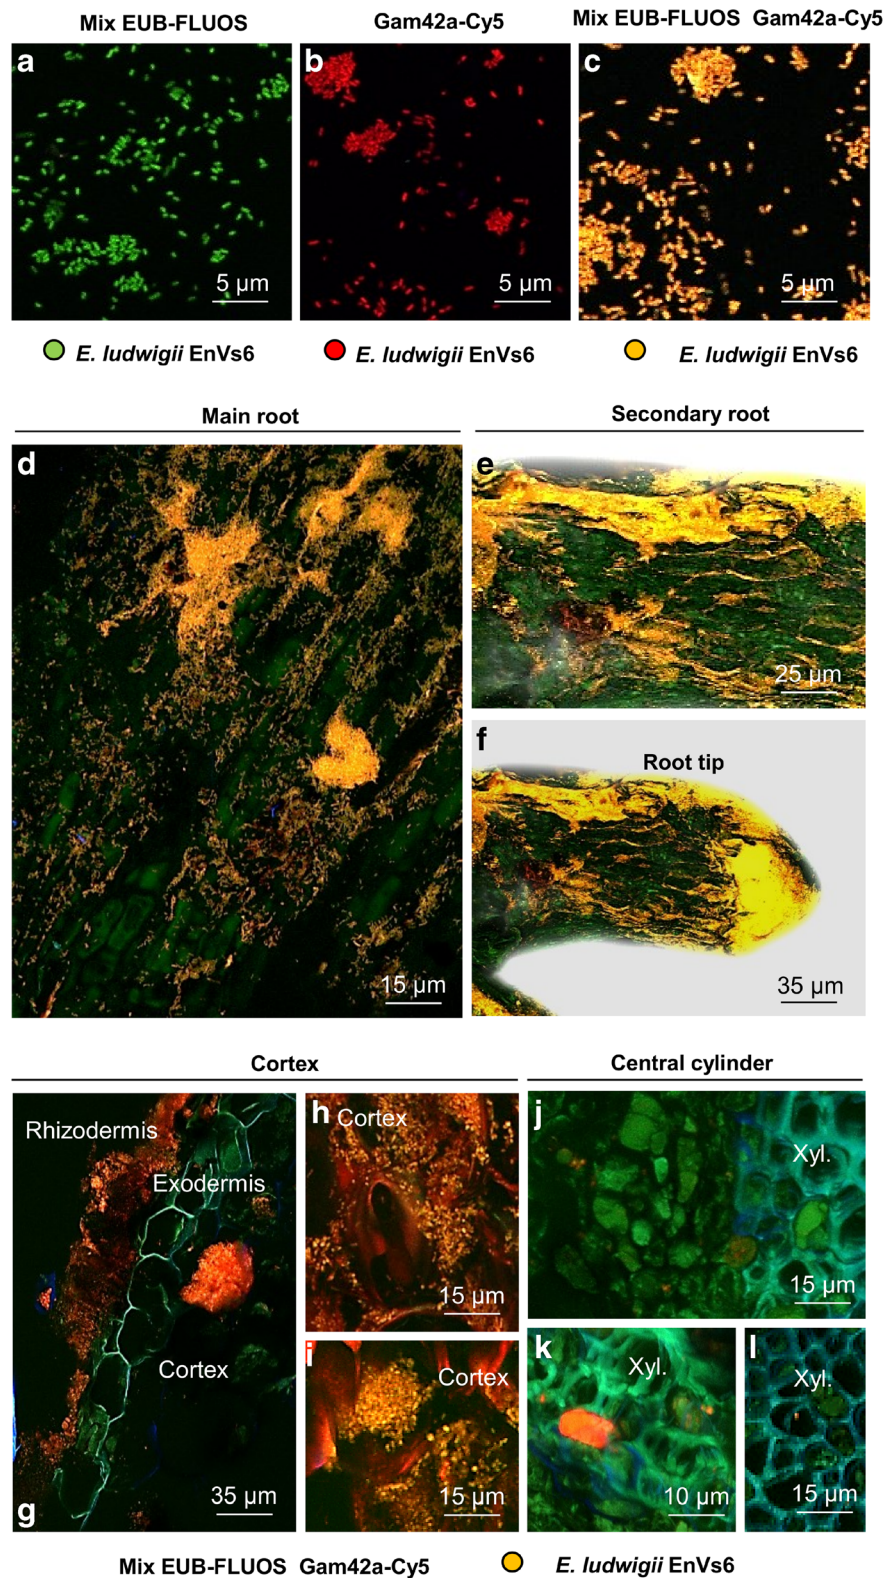 Mix EUB-FLUOS
Gam42a-Cy5
Mix EUB-FLUOS Gam42a-Cy5
a
b
c
5 µm
5 µm
5 µm
E. ludwigii EnVs6
E. ludwigii EnVs6
E. ludwigii EnVs6
Main root
Secondary root
d
e
25 µm
f
Root tip
15 µm
35 µm
Cortex
Central cylinder
Rhizodermis
Exodermis
Cortex
35 µm
g
h Cortex
15 µm
i
Cortex
15 µm
j
Xyl.
15 µm
k
Xyl.
10 µm
l
Xyl.
15 µm
Mix EUB-FLUOS Gam42a-Cy5
E. ludwigii EnVs6